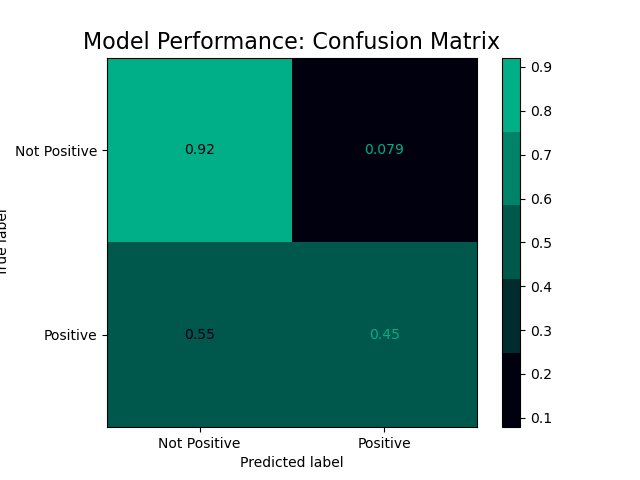 Model Performance: Confusion Matrix
Not Positive
0.92
0.079
Positive
0.55
0.45
Not Positive
Positive
Predicted label
label
0.9
0.8
0.7
0.6
0.5
0.4
0.3
0.2
0.1